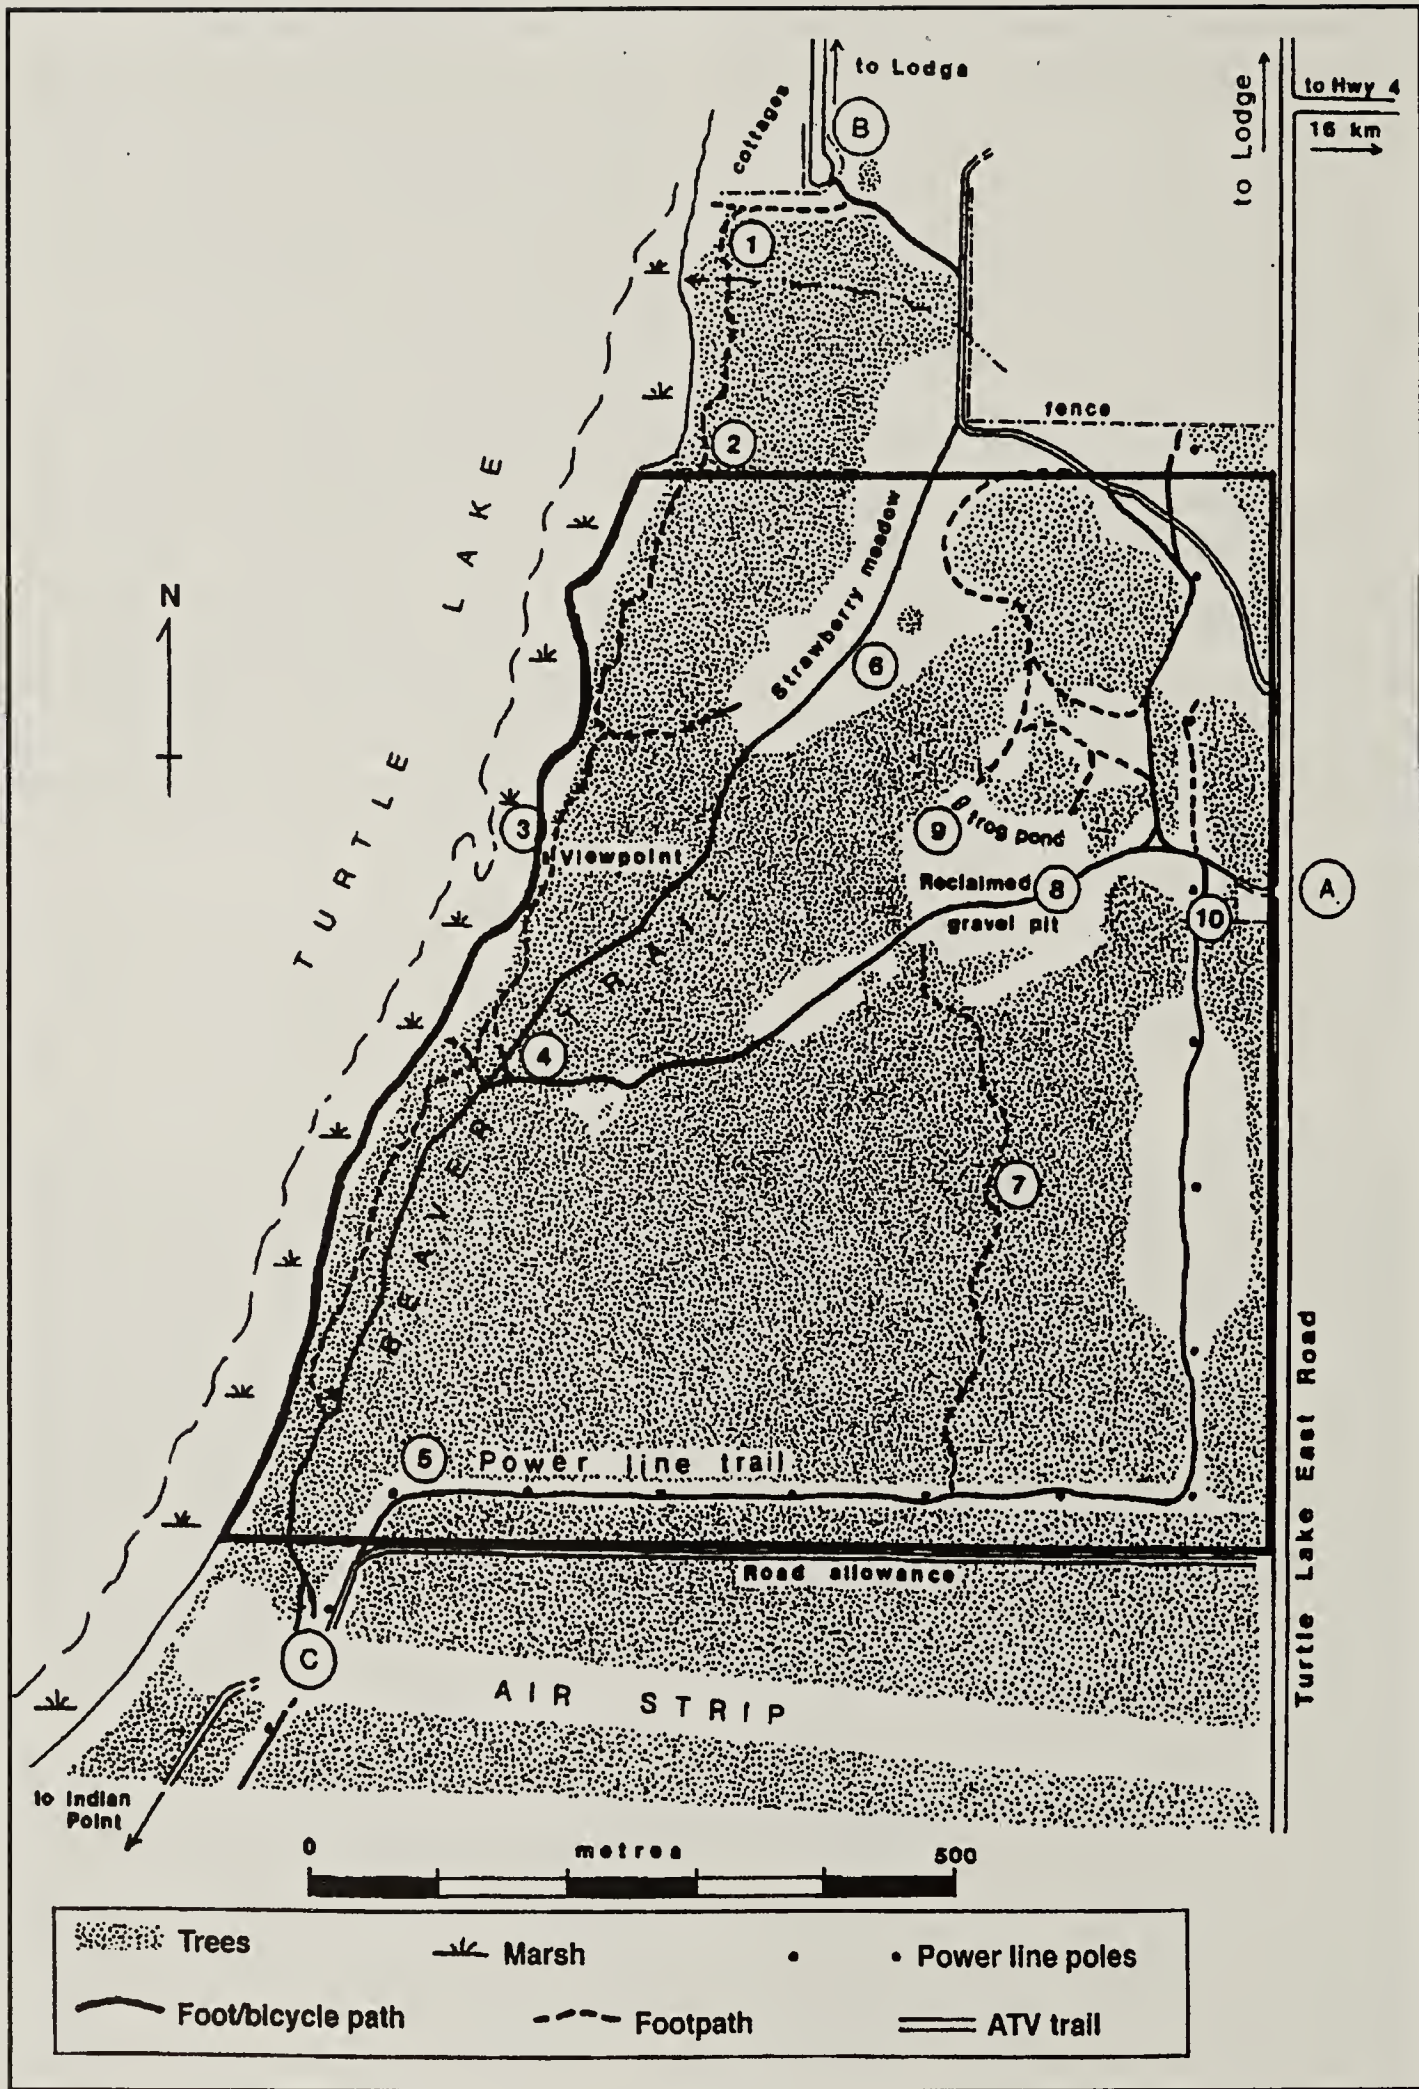 to Lodge
to Lodge
to Hwy 4
16 km
cottages
B
1
fence
2
N
TURTLE LAKE
Strawberry meadow
6
3
Viewpoint
9
frog pond
Reclaimed
8
gravel pit
10
A
4
BEAVER TRAIL
7
5
Power line trail
Road allowance
Turtle Lake East Road
C
AIR STRIP
to Indian
Point
0
metres
500
Trees
Marsh
Power line poles
Foot/bicycle path
Footpath
ATV trail